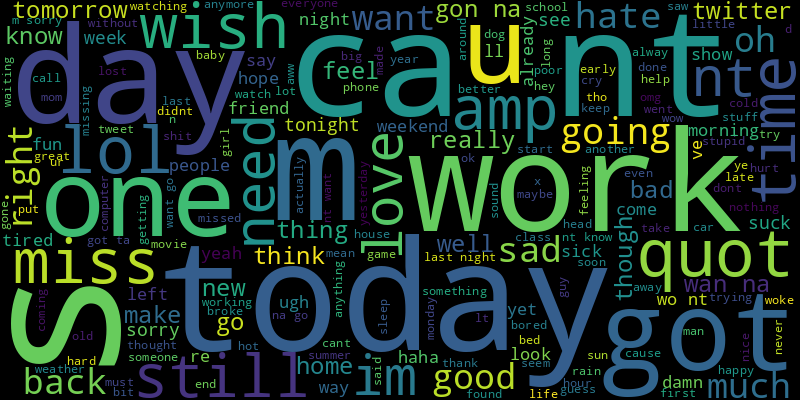 tomorrow
watching
anymore
everyone
gon na
school
saw
twitter
m sorry
without
wish
night
want
hate
little
d
know
week
baby
say
hope
friend
aww
feel
big
made
year
phone
around
dog
ll
u
already
see
long
oh
alway
show
poor
early
done
help
hey
cry
waiting
call
lost
mom
missing
day
last
didnt
n
shit
girl
watch
lot
ca
nt
better
amp
tho
keep
omg
went
wow
nte
cold
stuff
time
tweet
lol
fun
great
ur
people
need
tonight
m
actually
weekend
really
going
morning
try
stupid
start
another
ve
right
one
put
gone
computer
getting
want go
missed
love
yesterday
nt want
work
ok
x
maybe
sound
feeling
even
bad
ye
late
hurt
dont
nothing
tired
got ta
movie
yeah
thing
house
game
head
class
nt know
come
take
car
suck
miss
think
mean
well
last night
sad
sick
soon
though
quot
away
wan na
s
coming
old
left
make
sorry
new
working
broke
go
ugh
na go
today
anything
sleep
monday
lt
something
yet
bored
guy
wo nt
trying
woke
got
man
nice
never
hard
weather
thought
someone
re
hot
summer
cant
haha
look
bed
seem
sun
rain
cause
happy
back
must
bit
still
end
home
way
im
said
good
thank
life
hour
guess
damn
first
much